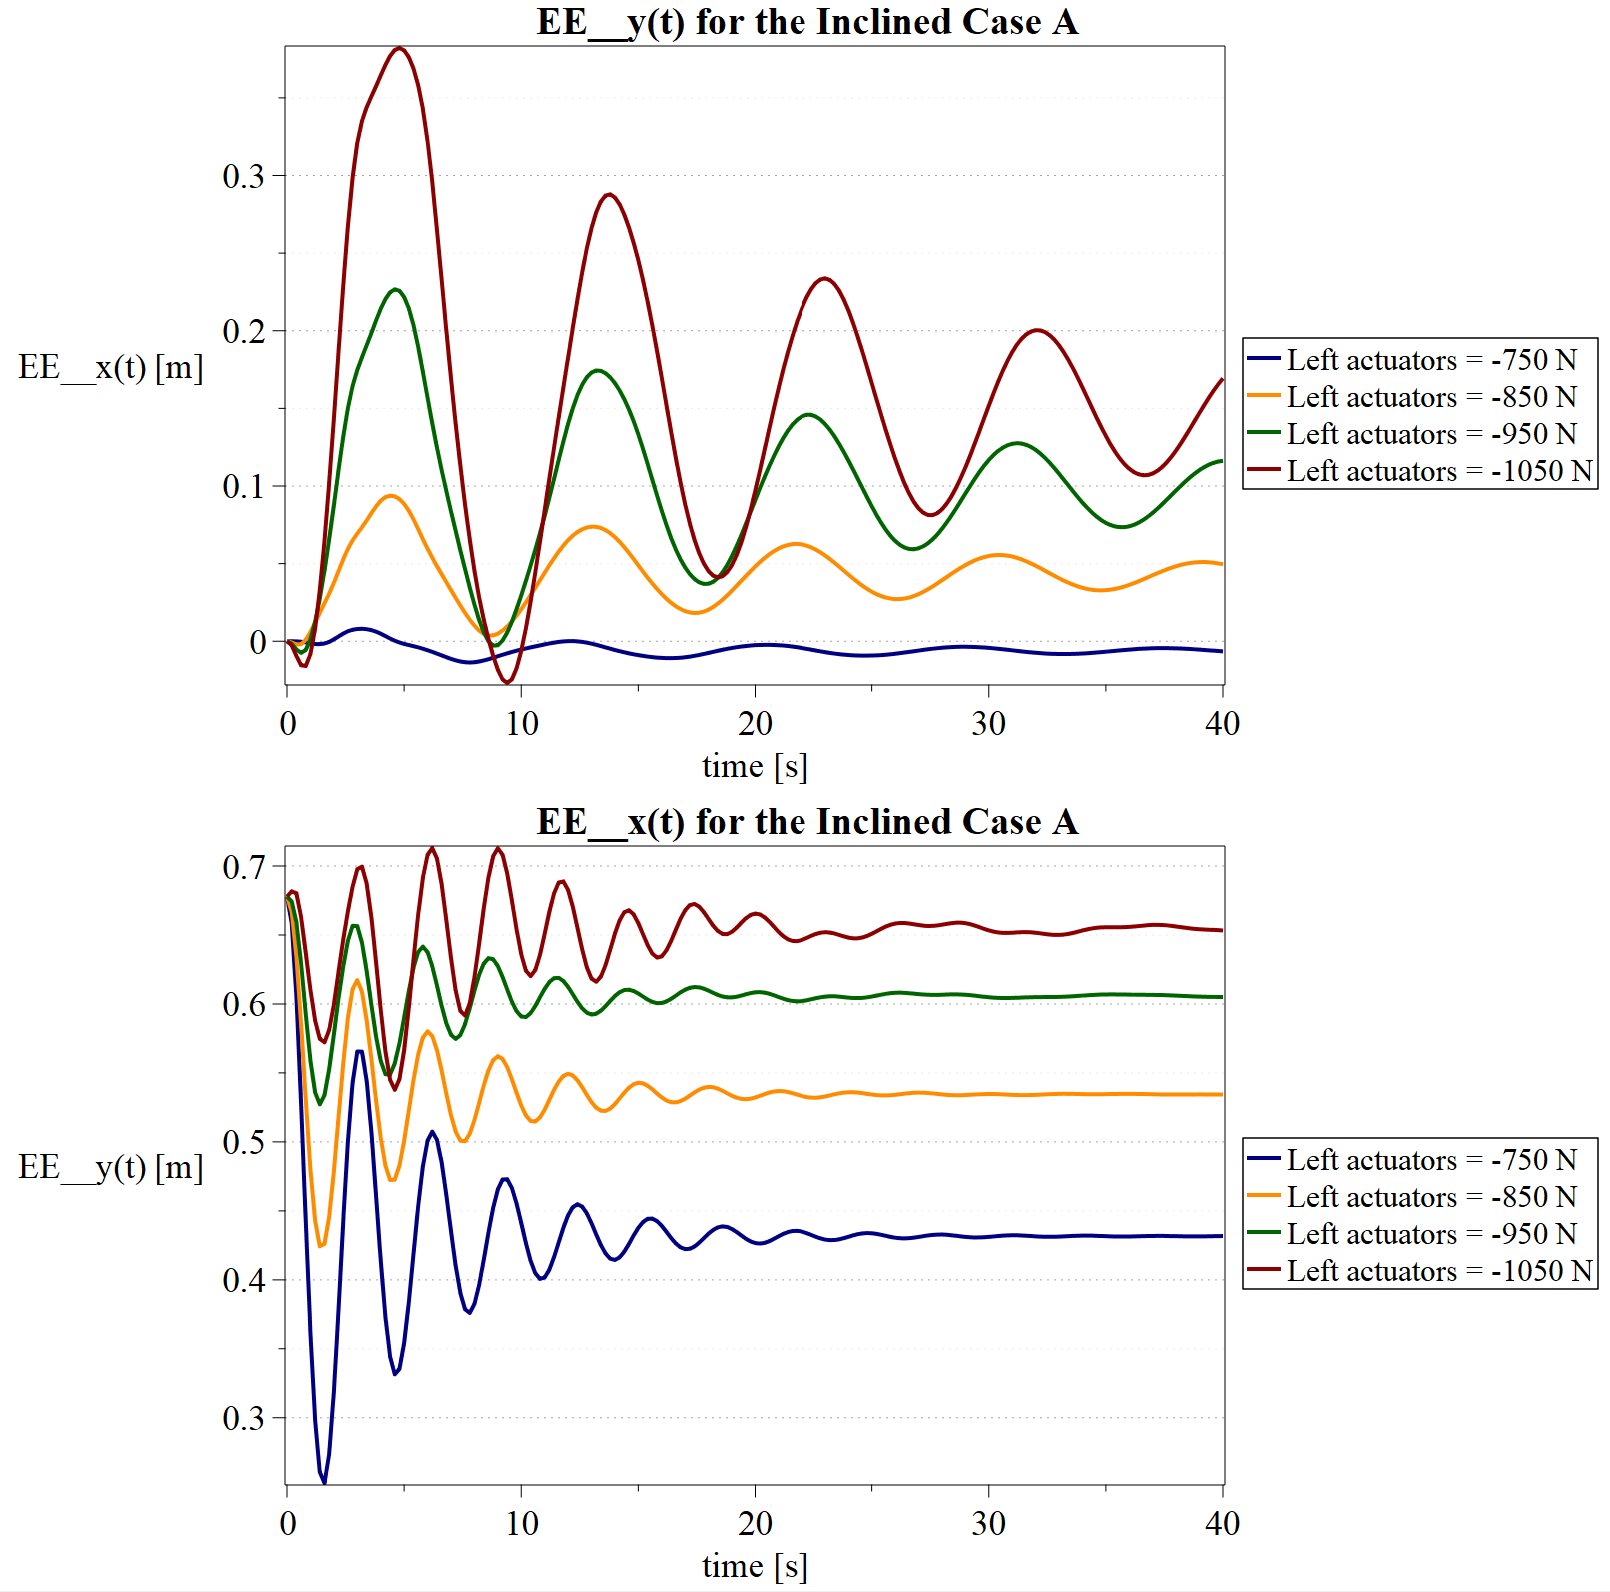 EE__y(t) for the Inclined Case A
0.3
0.2
EE__x(t) [m]
0.1
0
0 10 20 30 40
time [s]
Left actuators = -750 N
Left actuators = -850 N
Left actuators = -950 N
Left actuators = -1050 N
EE__x(t) for the Inclined Case A
0.7
0.6
0.5
EE__y(t) [m]
0.4
0.3
0 10 20 30 40
time [s]
Left actuators = -750 N
Left actuators = -850 N
Left actuators = -950 N
Left actuators = -1050 N